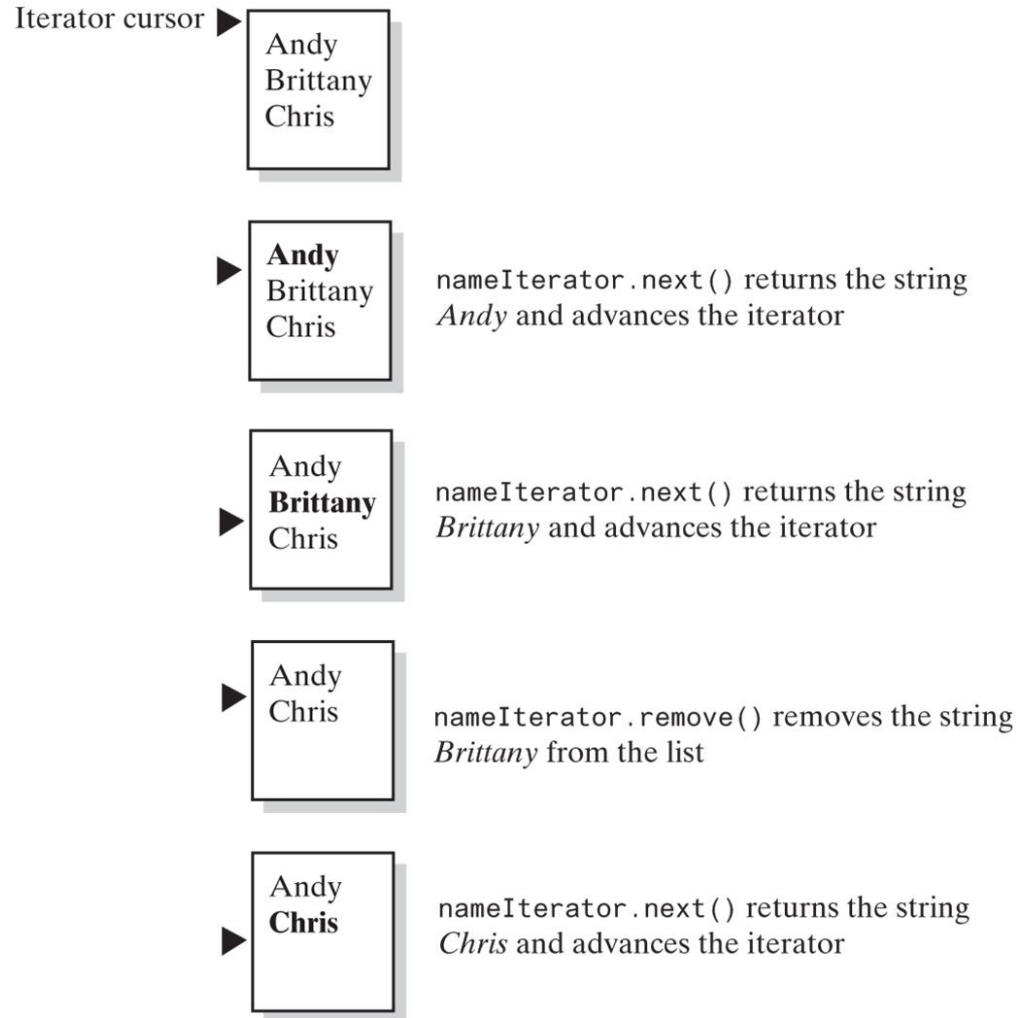 Iterator cursor
Andy
Brittany
Chris
Andy
Brittany
Chris
nameIterator.next() returns the string
Andy and advances the iterator
Andy
Brittany
Chris
nameIterator.next() returns the string
Brittany and advances the iterator
Andy
Chris
nameIterator.remove() removes the string
Brittany from the list
Andy
Chris
nameIterator.next() returns the string
Chris and advances the iterator